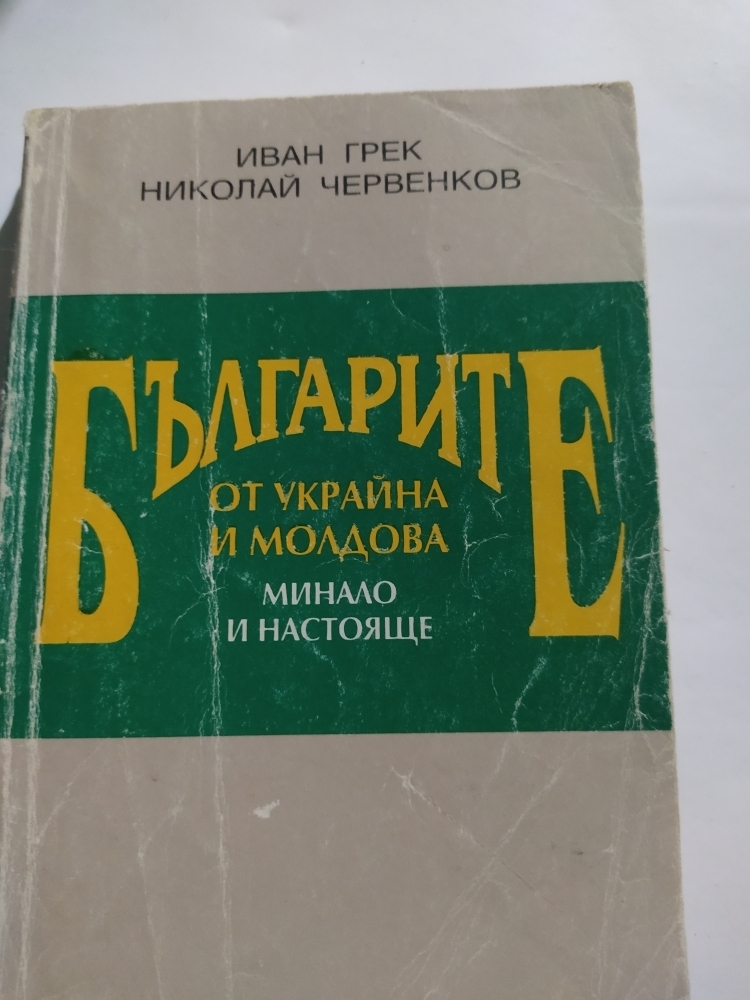 ИВАН ГРЕК
НИКОЛАЙ ЧЕРВЕНКОВ
БЪЛГАРИТЕ
ОТ УКРАЙНА
И МОЛДОВА
МИНАЛО
И НАСТОЯЩЕ